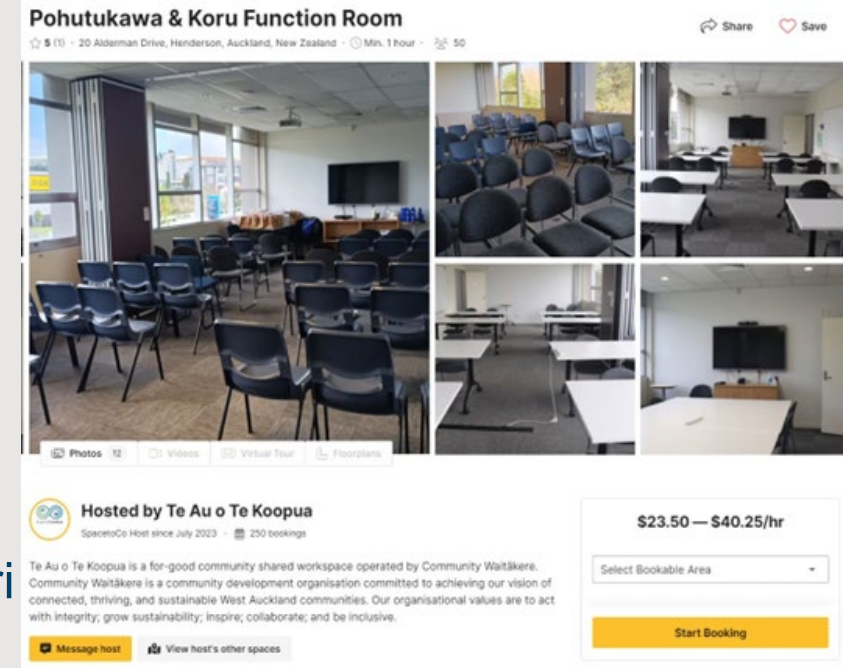 Pohutukawa & Koru Function Room
5 (1) · 20 Alderman Drive, Henderson, Auckland, New Zealand · Min. 1 hour · 50
Share
Save
Photos 12
Videos
Virtual Tour
Floorplans
Hosted by Te Au o Te Koopua
SpacetoCo Host since July 2023 · 250 bookings
Te Au o Te Koopua is a for-good community shared workspace operated by Community Waitākere.
Community Waitākere is a community development organisation committed to achieving our vision of
connected, thriving, and sustainable West Auckland communities. Our organisational values are to act
with integrity; grow sustainability; inspire; collaborate; and be inclusive.
Message host
View host's other spaces
$23.50 — $40.25/hr
Select Bookable Area
Start Booking
ri